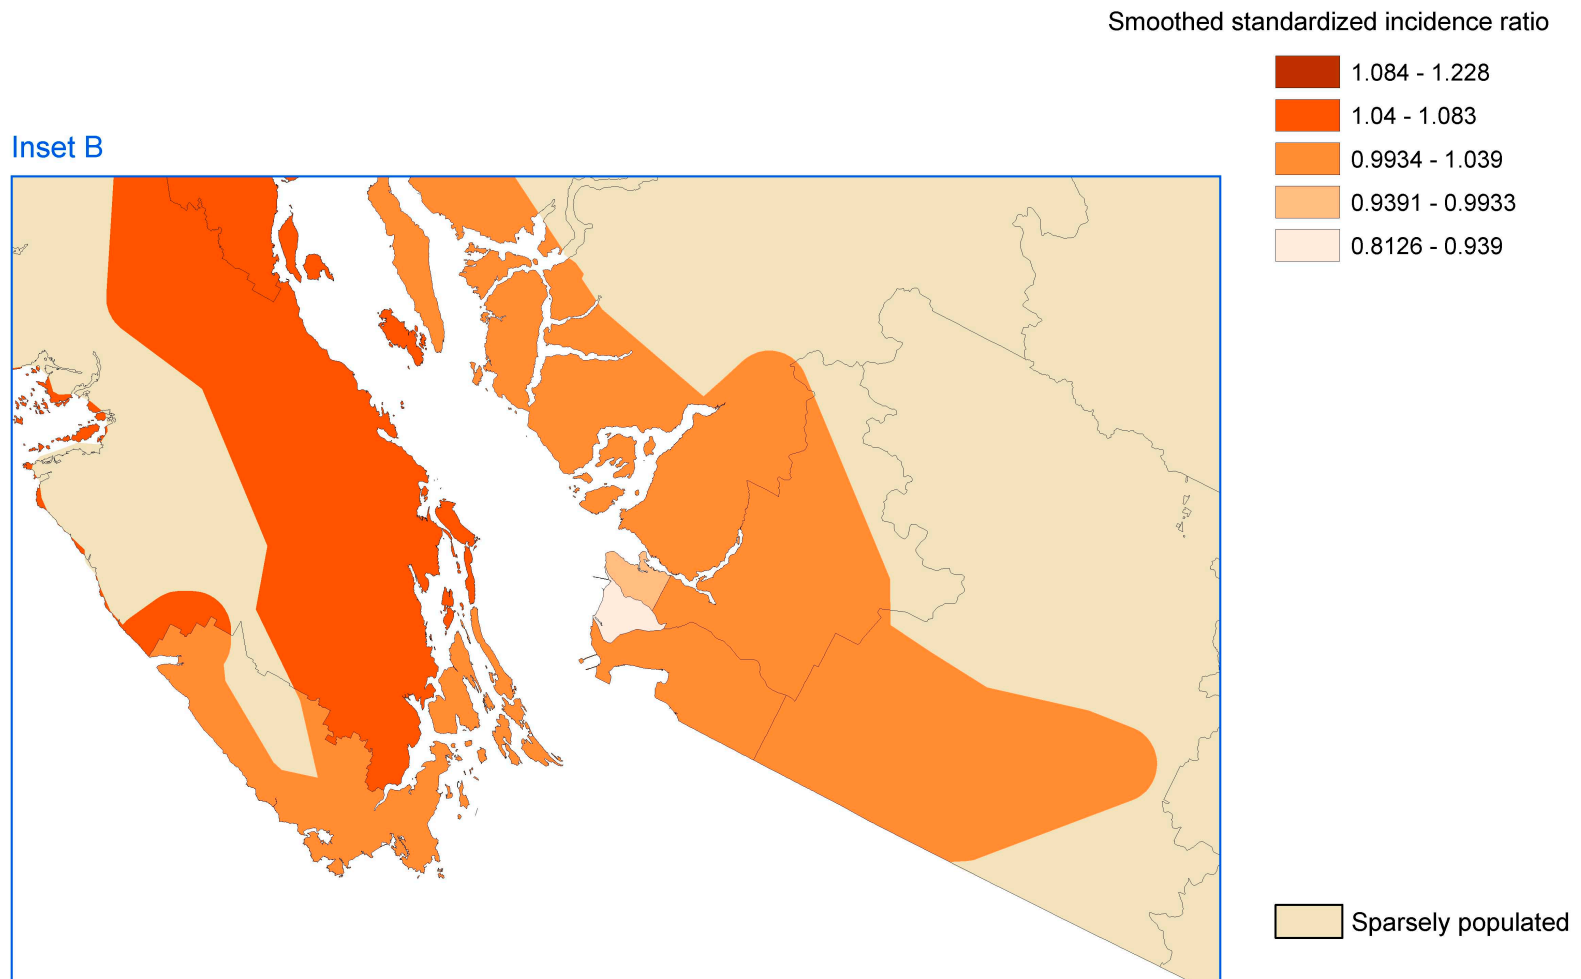 Smoothed standardized incidence ratio
1.084 - 1.228
1.04 - 1.083
0.9934 - 1.039
0.9391 - 0.9933
0.8126 - 0.939
Inset B
Sparsely populated